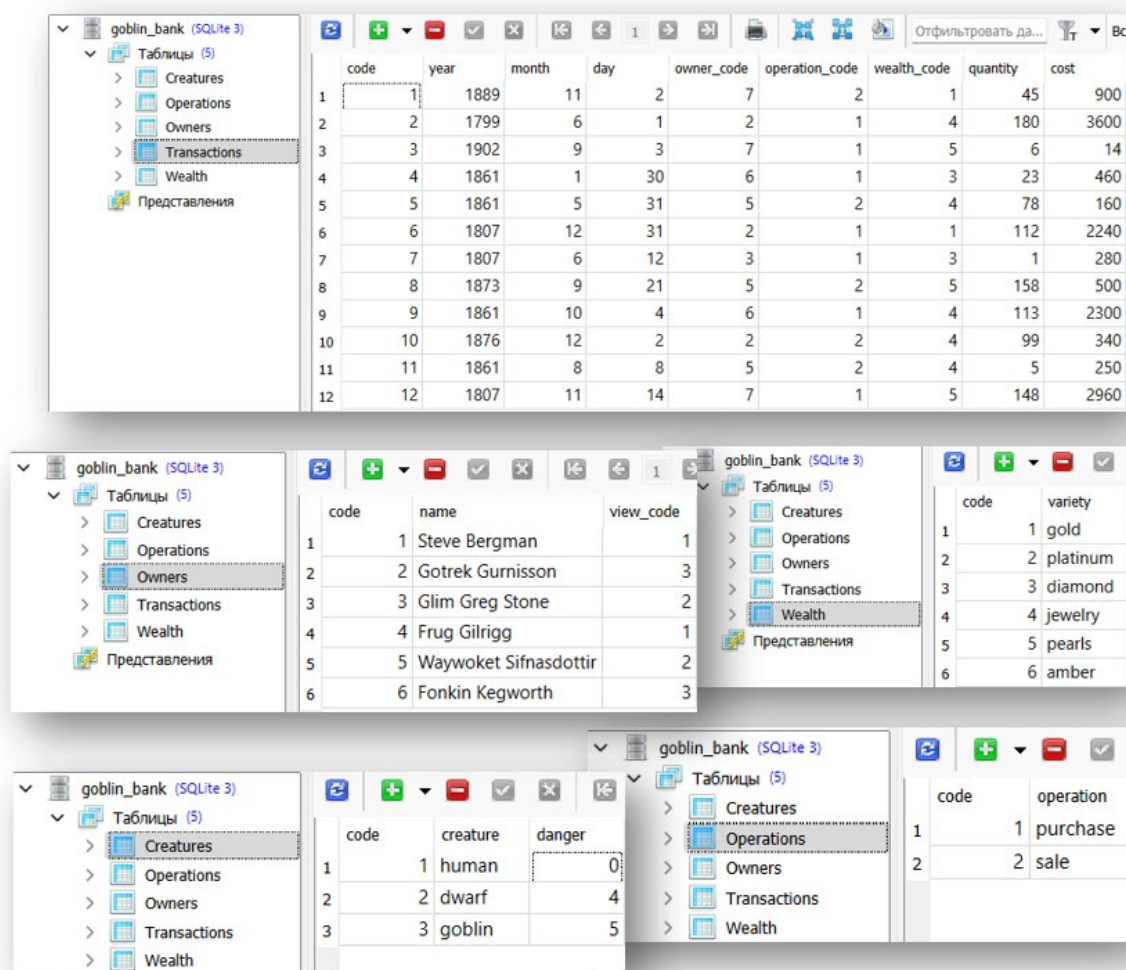 goblin_bank (SQLite 3)
Таблицы (5)
Creatures
Operations
Owners
Transactions
Wealth
Представления
1
Отфильтровать да...
T
Вс
code year month day owner_code operation_code wealth_code quantity cost
1 1 1889 11 2 7 2 1 45 900
2 2 1799 6 1 2 1 4 180 3600
3 3 1902 9 3 7 1 5 6 14
4 4 1861 1 30 6 1 3 23 460
5 5 1861 5 31 5 2 4 78 160
6 6 1807 12 31 2 1 1 112 2240
7 7 1807 6 12 3 1 3 1 280
8 8 1873 9 21 5 2 5 158 500
9 9 1861 10 4 6 1 4 113 2300
10 10 1876 12 2 2 2 4 99 340
11 11 1861 8 8 5 2 4 5 250
12 12 1807 11 14 7 1 5 148 2960
goblin_bank (SQLite 3)
Таблицы (5)
Creatures
Operations
Owners
Transactions
Wealth
Представления
1
code name view_code
1 1 Steve Bergman 1
2 2 Gotrek Gurnisson 3
3 3 Glim Greg Stone 2
4 4 Frug Gilrigg 1
5 5 Waywoket Sifnasdottir 2
6 6 Fonkin Kegworth 3
goblin_bank (SQLite 3)
Таблицы (5)
Creatures
Operations
Owners
Transactions
Wealth
Представления
code variety
1 1 gold
2 2 platinum
3 3 diamond
4 4 jewelry
5 5 pearls
6 6 amber
goblin_bank (SQLite 3)
Таблицы (5)
Creatures
Operations
Owners
Transactions
Wealth
code creature danger
1 1 human 0
2 2 dwarf 4
3 3 goblin 5
goblin_bank (SQLite 3)
Таблицы (5)
Creatures
Operations
Owners
Transactions
Wealth
code operation
1 1 purchase
2 2 sale